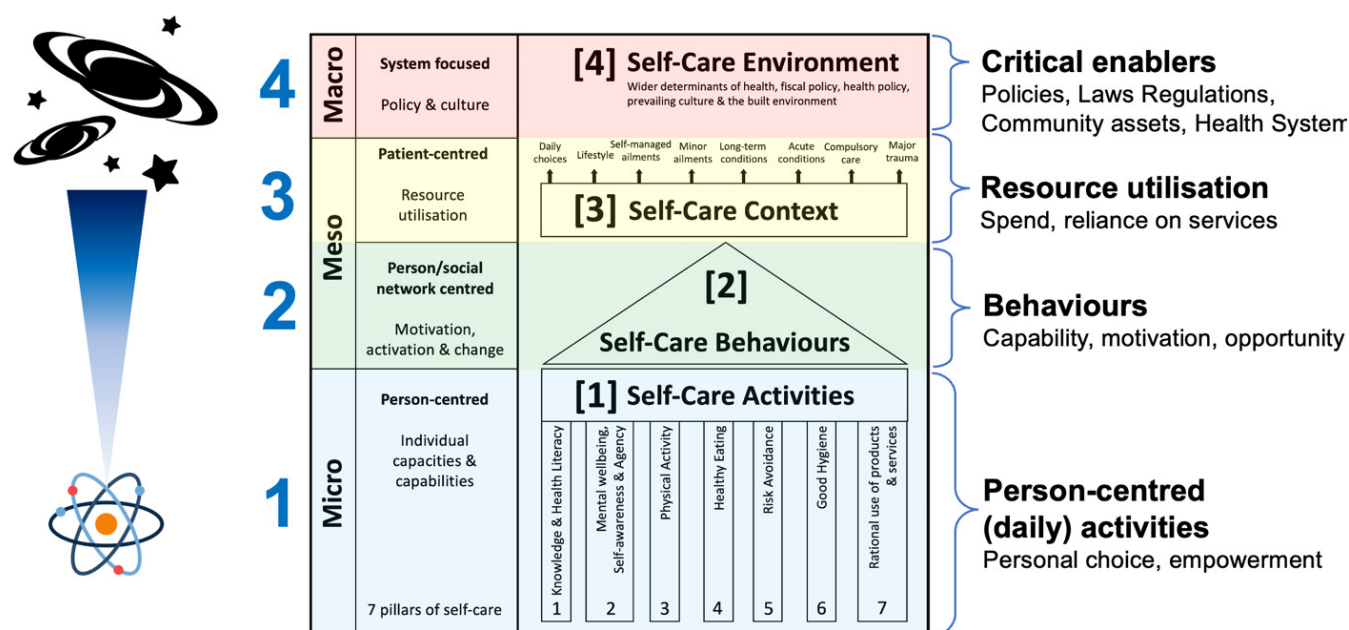 4
Macro
System focused
Policy & culture
[4] Self-Care Environment
Wider determinants of health, fiscal policy, health policy,
prevailing culture & the built environment
Critical enablers
Policies, Laws Regulations,
Community assets, Health System
3
Meso
Patient-centred
Resource
utilisation
Daily
choices
Lifestyle
Self-managed
ailments
Minor
ailments
Long-term
conditions
Acute
conditions
Compulsory
care
Major
trauma
[3] Self-Care Context
Resource utilisation
Spend, reliance on services
2
Person/social
network centred
Motivation,
activation & change
[2]
Self-Care Behaviours
Behaviours
Capability, motivation, opportunity
1
Micro
Person-centred
Individual
capacities &
capabilities
7 pillars of self-care
[1] Self-Care Activities
Knowledge & Health Literacy
1
Mental wellbeing,
Self-awareness & Agency
2
Physical Activity
3
Healthy Eating
4
Risk Avoidance
5
Good Hygiene
6
Rational use of products
& services
7
Person-centred
(daily) activities
Personal choice, empowerment